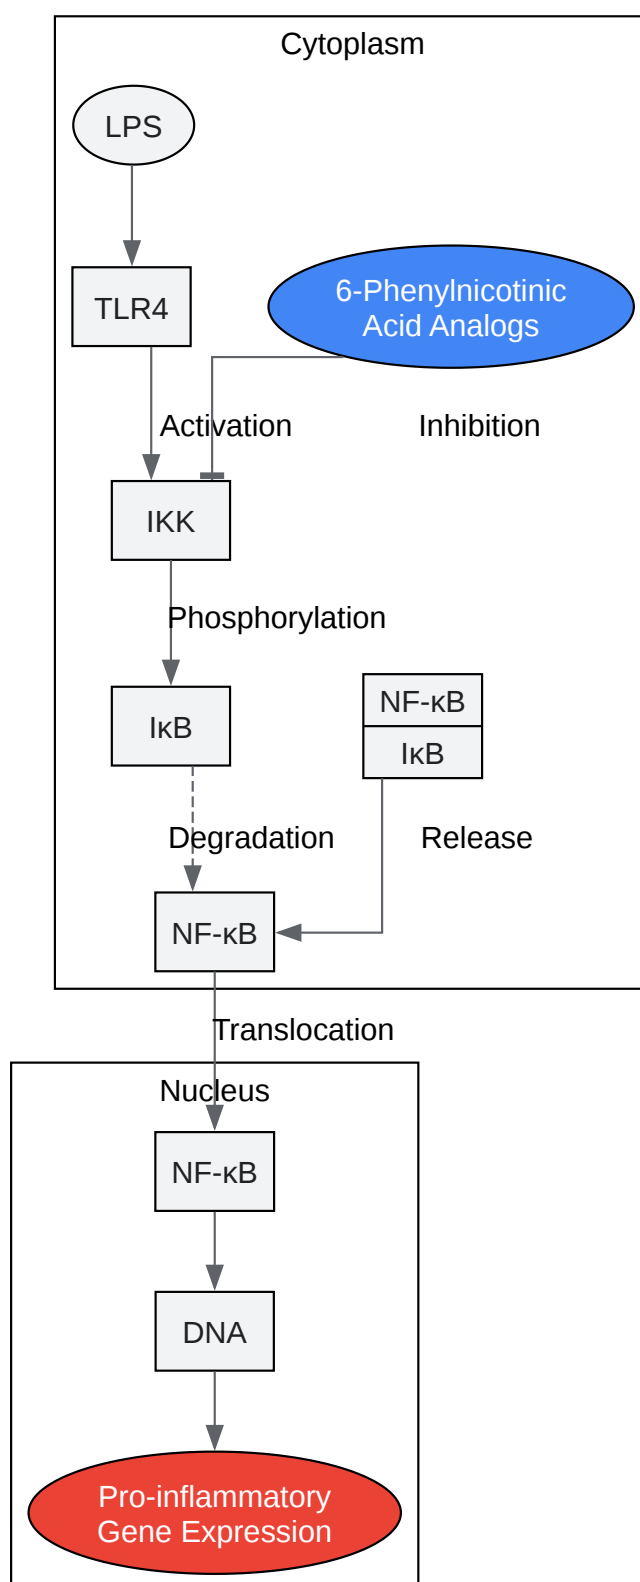 Cytoplasm
LPS
TLR4
6-Phenylnicotinic
Acid Analogs
Activation
Inhibition
IKK
Phosphorylation
IκB
NF-κB
IκB
Degradation
Release
NF-κB
Translocation
Nucleus
NF-κB
DNA
Pro-inflammatory
Gene Expression